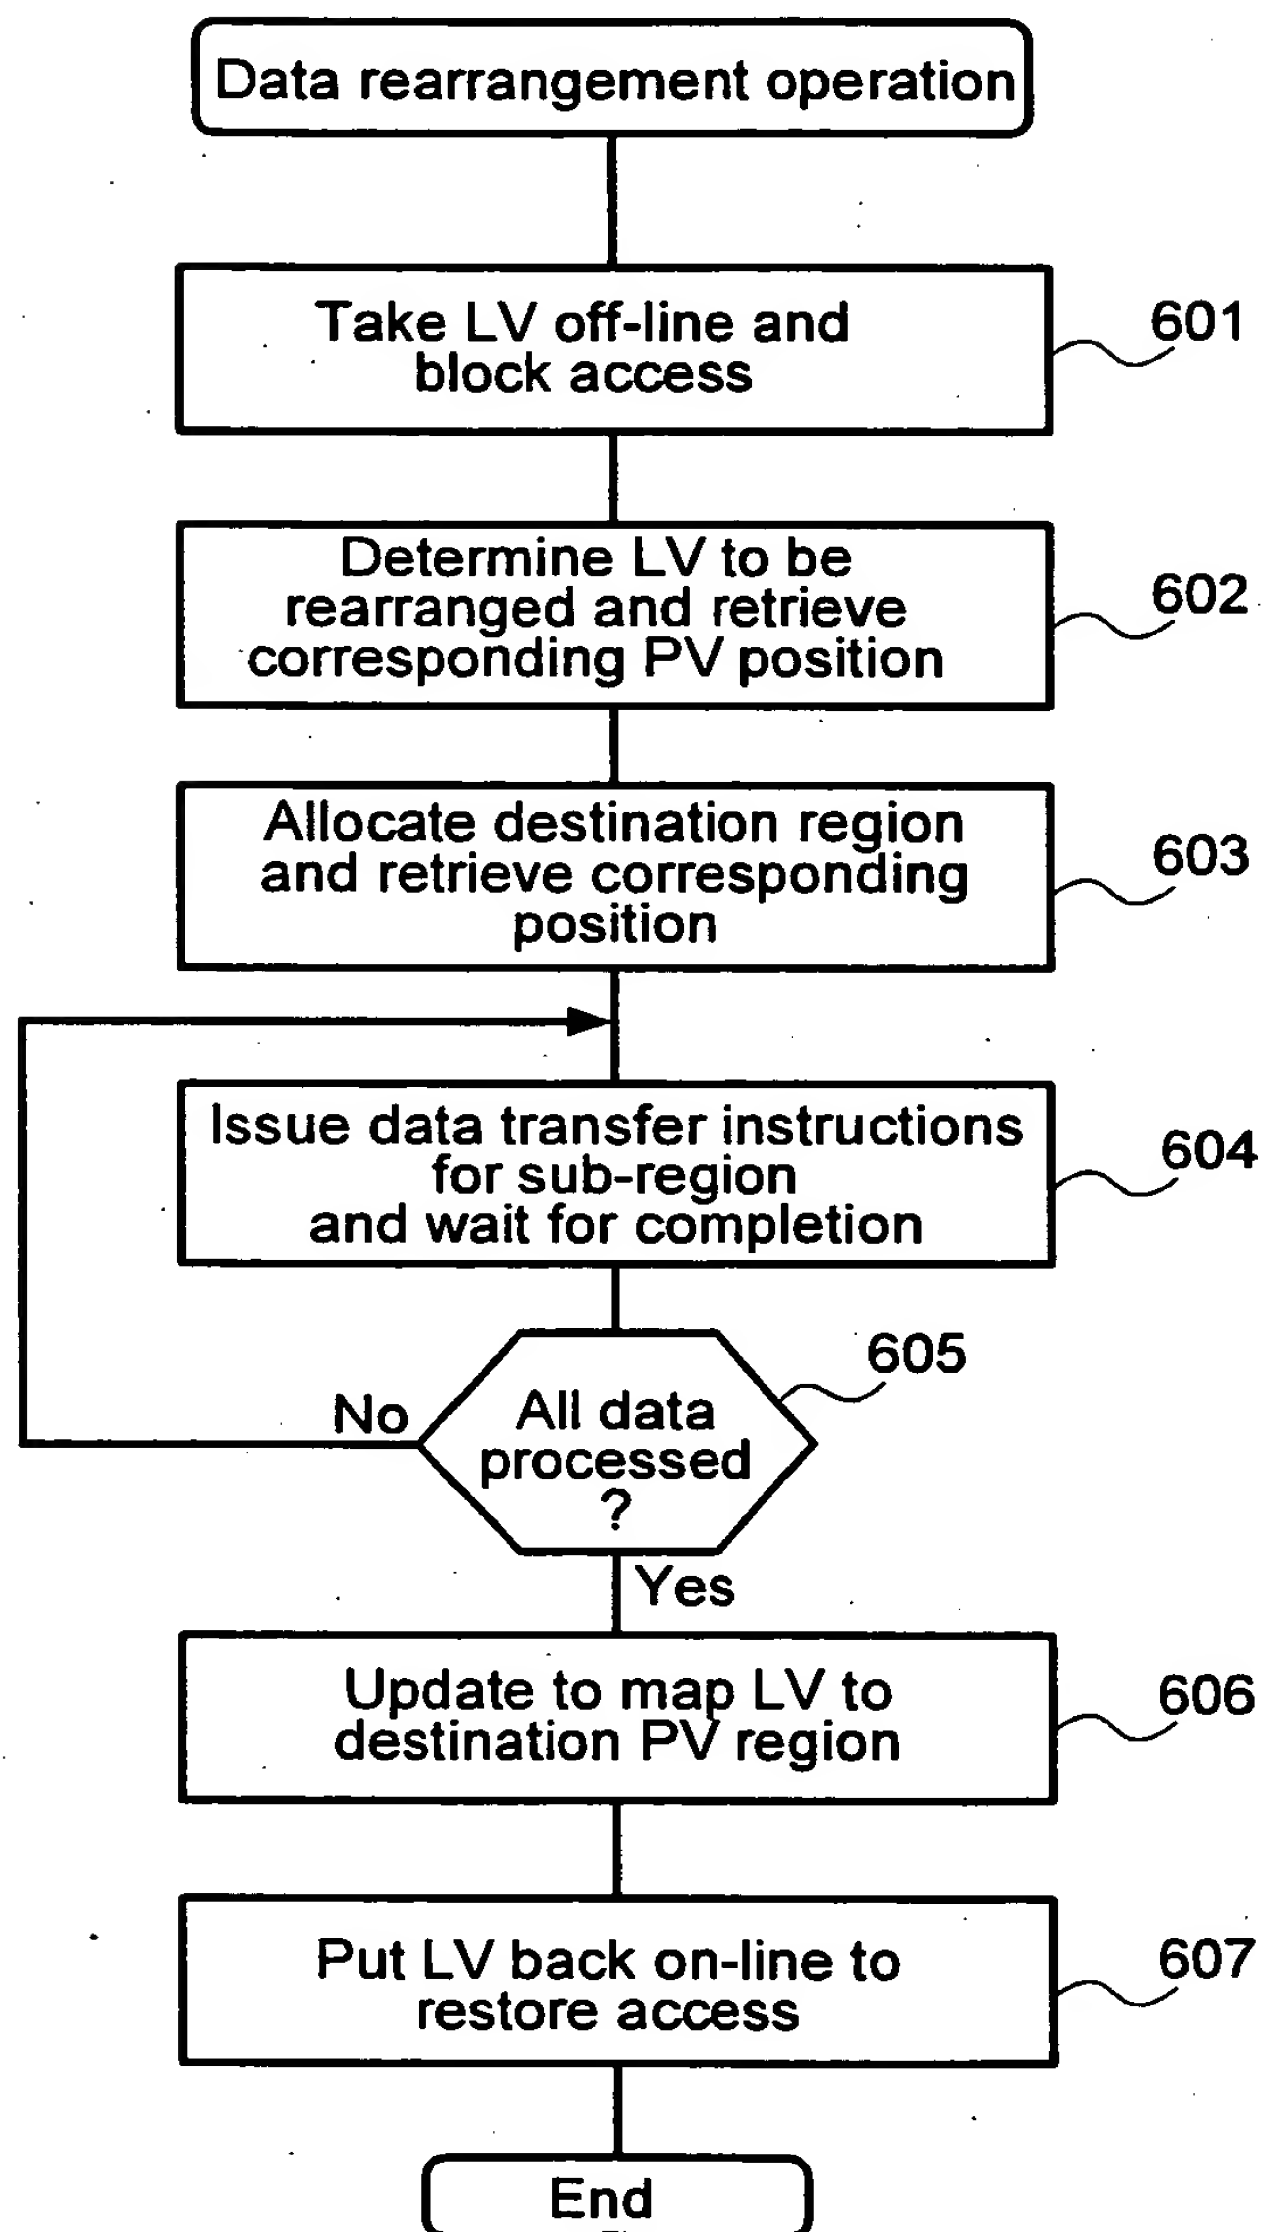 Data rearrangement operation
Take LV off-line and
block access
601
Determine LV to be
rearranged and retrieve
corresponding PV position
602
Allocate destination region
and retrieve corresponding
position
603
Issue data transfer instructions
for sub-region
and wait for completion
604
605
No
All data
processed
?
Yes
Update to map LV to
destination PV region
606
Put LV back on-line to
restore access
607
End